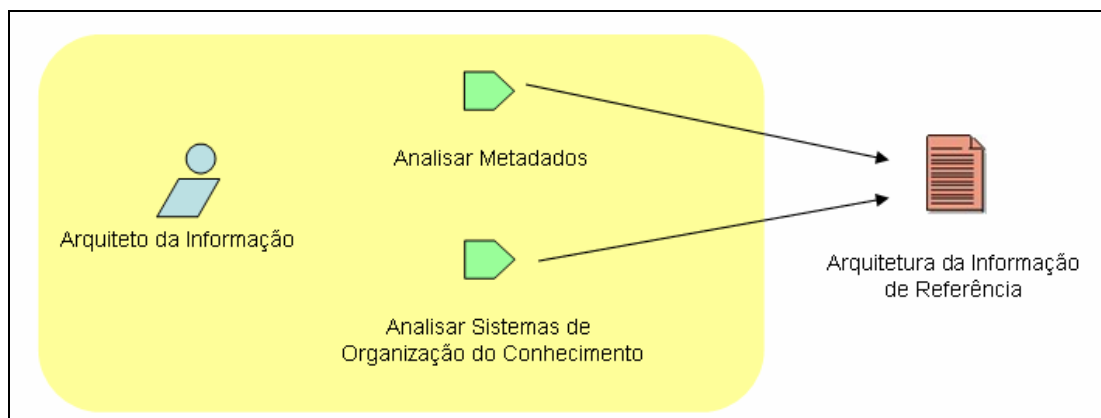 Analisar Metadados
Arquiteto da Informação
Analisar Sistemas de
Organização do Conhecimento
Arquitetura da Informação
de Referência